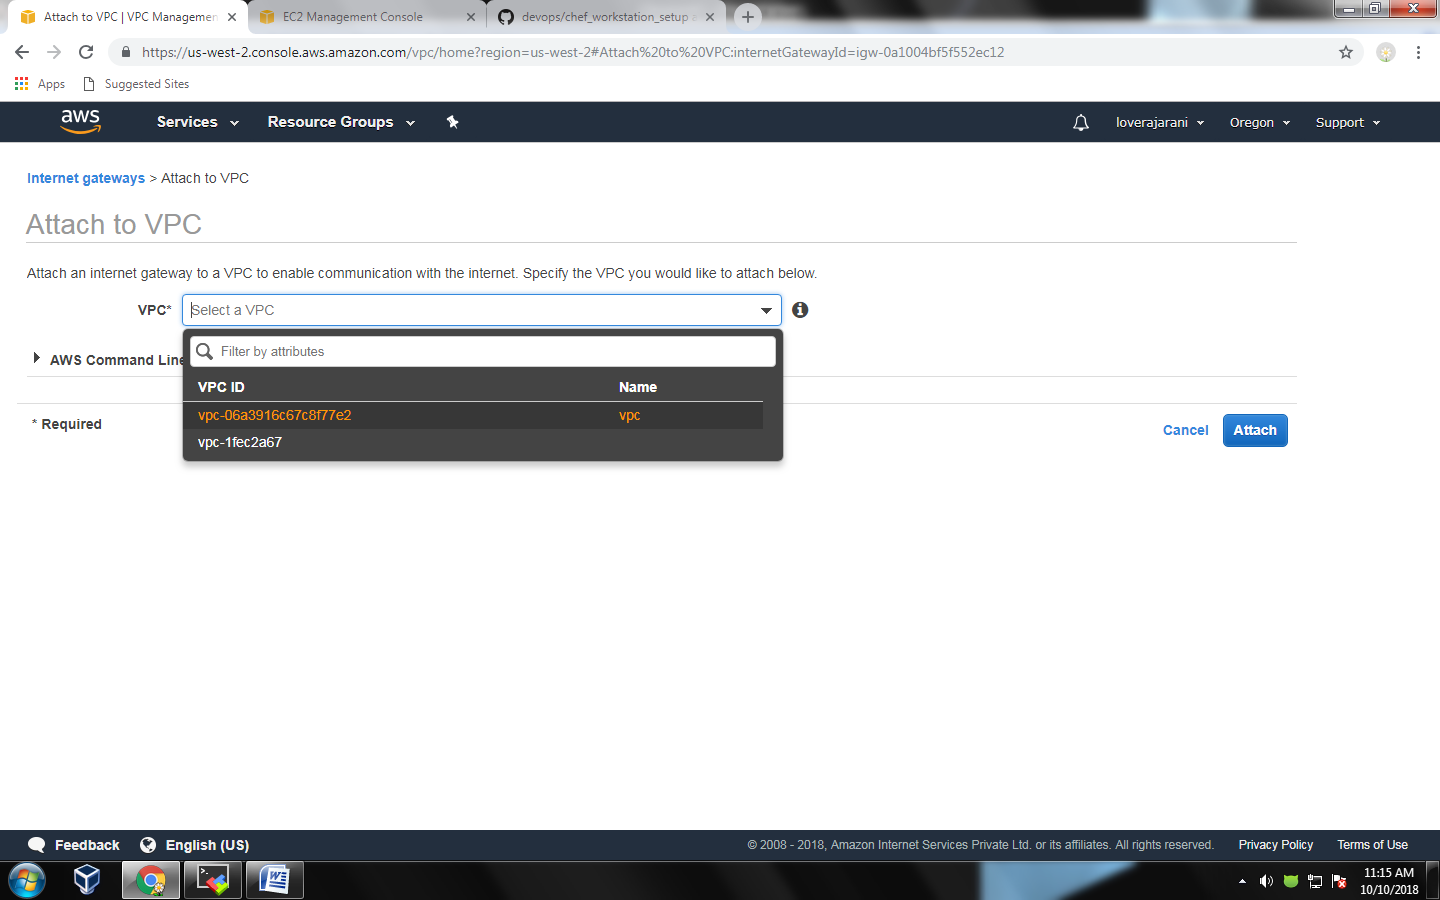 Attach to VPC | VPC Managemen
EC2 Management Console
devops/chef_workstation_setup
https://us-west-2.console.aws.amazon.com/vpc/home?region=us-west-2#Attach%20to%20VPC:internetGatewayId=igw-0a1004bf5f552ec12
Apps
Suggested Sites
aws
Services
Resource Groups
loverajarani
Oregon
Support
Internet gateways > Attach to VPC
Attach to VPC
Attach an internet gateway to a VPC to enable communication with the internet. Specify the VPC you would like to attach below.
VPC*
Select a VPC
Filter by attributes
AWS Command Line
VPC ID
Name
vpc-06a3916c67c8f77e2
vpc
vpc-1fec2a67
* Required
Cancel
Attach
Feedback
English (US)
© 2008 - 2018, Amazon Internet Services Private Ltd. or its affiliates. All rights reserved.
Privacy Policy
Terms of Use
11:15 AM
10/10/2018